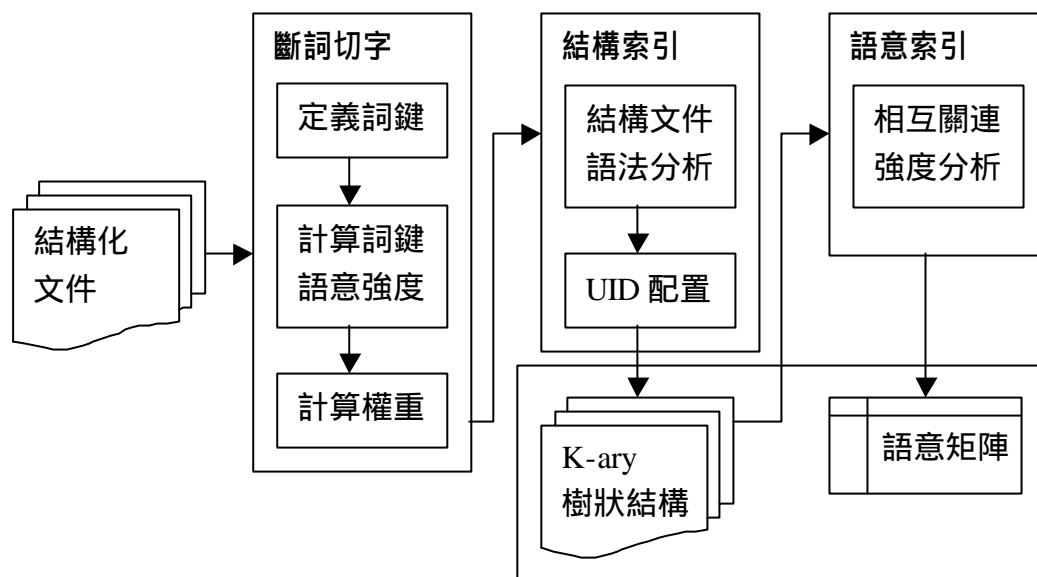 結構化
文件
斷詞切字
定義詞鍵
計算詞鍵
語意強度
計算權重
結構索引
結構文件
語法分析
UID 配置
K-ary
樹狀結構
語意索引
相互關連
強度分析
語意矩陣